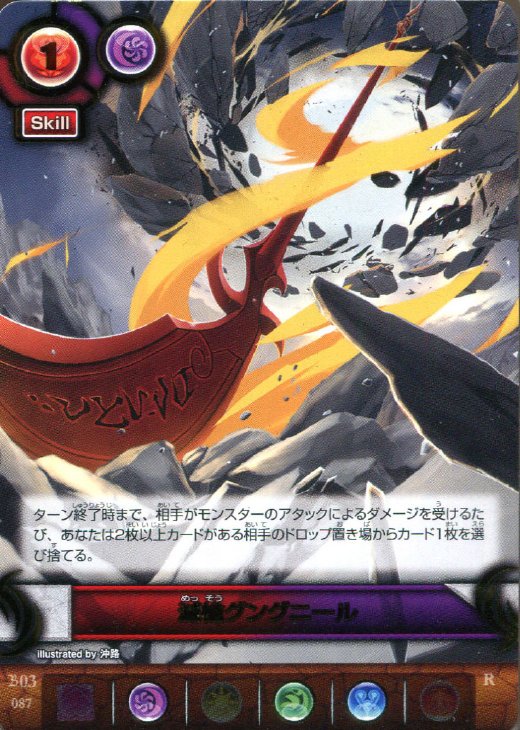 1
Skill
ターン終了時まで、相手がモンスターのアタックによるダメージを受けるた
び、あなたは2枚以上カードがある相手のドロップ置き場からカード1枚を選
び捨てる。
グングニール
illustrated by 沖路
B03
087
R